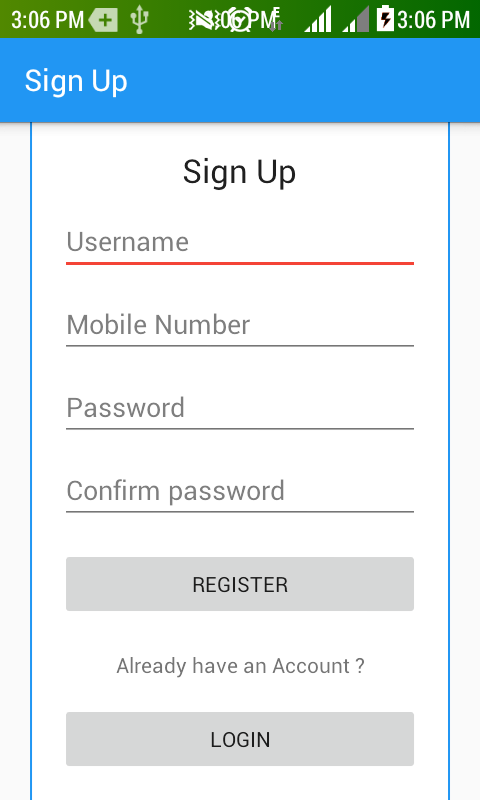 3:06 PM 3:06 PM 3:06 PM
Sign Up
Sign Up
Username
Mobile Number
Password
Confirm password
REGISTER
Already have an Account ?
LOGIN